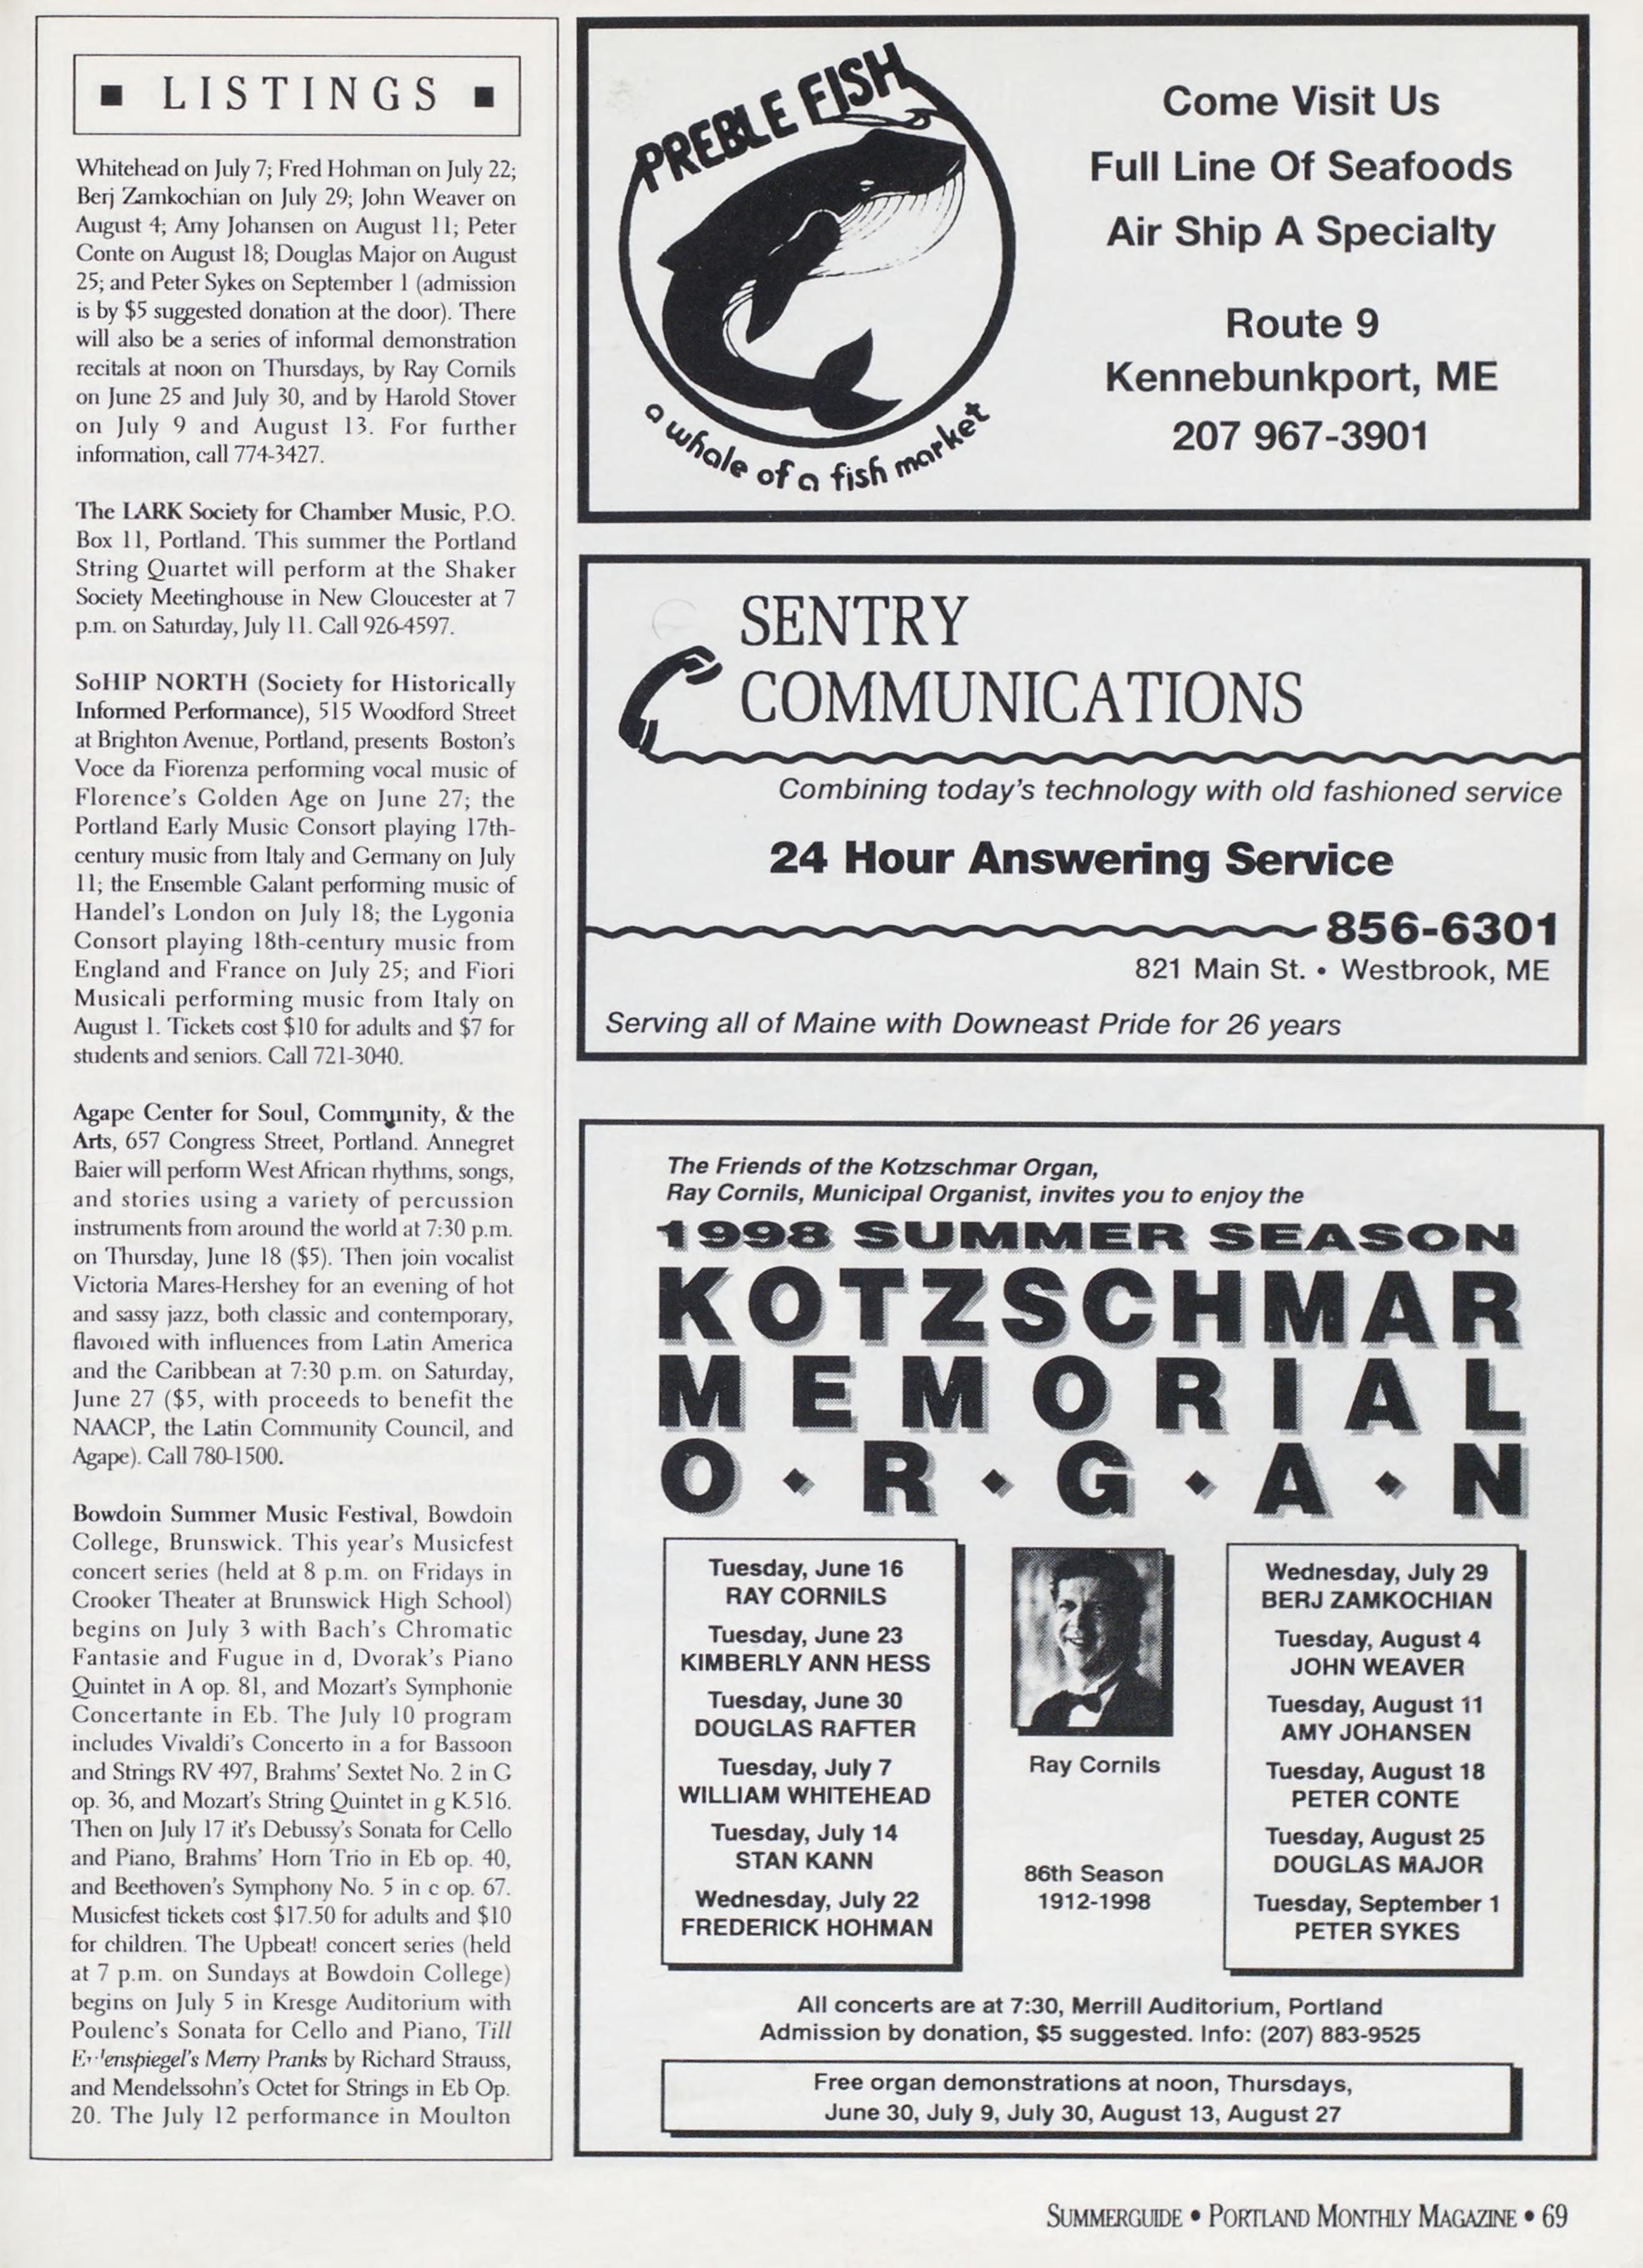 ■ LISTINGS ■
Whitehead on July 7; Fred Hohman on July 22;
Berj Zamkochian on July 29; John Weaver on
August 4; Amy Johansen on August 11; Peter
Conte on August 18; Douglas Major on August
25; and Peter Sykes on September 1 (admission
is by $5 suggested donation at the door). There
will also be a series of informal demonstration
recitals at noon on Thursdays, by Ray Cornils
on June 25 and July 30, and by Harold Stover
on July 9 and August 13. For further
information, call 774-3427.
The LARK Society for Chamber Music, P.O.
Box 11, Portland. This summer the Portland
String Quartet will perform at the Shaker
Society Meetinghouse in New Gloucester at 7
p.m. on Saturday, July 11. Call 926-4597.
SoHIP NORTH (Society for Historically
Informed Performance), 515 Woodford Street
at Brighton Avenue, Portland, presents Boston's
Voce da Fiorenza performing vocal music of
Florence's Golden Age on June 27; the
Portland Early Music Consort playing 17th-
century music from Italy and Germany on July
11; the Ensemble Galant performing music of
Handel's London on July 18; the Lygonia
Consort playing 18th-century music from
England and France on July 25; and Fiori
Musicali performing music from Italy on
August 1. Tickets cost $10 for adults and $7 for
students and seniors. Call 721-3040.
Agape Center for Soul, Community, & the
Arts, 657 Congress Street, Portland. Annegret
Baier will perform West African rhythms, songs,
and stories using a variety of percussion
instruments from around the world at 7:30 p.m.
on Thursday, June 18 ($5). Then join vocalist
Victoria Mares-Hershey for an evening of hot
and sassy jazz, both classic and contemporary,
flavored with influences from Latin America
and the Caribbean at 7:30 p.m. on Saturday,
June 27 ($5, with proceeds to benefit the
NAACP, the Latin Community Council, and
Agape). Call 780-1500.
Bowdoin Summer Music Festival, Bowdoin
College, Brunswick. This year's Musicfest
concert series (held at 8 p.m. on Fridays in
Crooker Theater at Brunswick High School)
begins on July 3 with Bach's Chromatic
Fantasie and Fugue in d, Dvorak's Piano
Quintet in A op. 81, and Mozart's Symphonie
Concertante in Eb. The July 10 program
includes Vivaldi's Concerto in a for Bassoon
and Strings RV 497, Brahms' Sextet No. 2 in G
op. 36, and Mozart's String Quintet in g K.516.
Then on July 17 it's Debussy's Sonata for Cello
and Piano, Brahms' Horn Trio in Eb op. 40,
and Beethoven's Symphony No. 5 in c op. 67.
Musicfest tickets cost $17.50 for adults and $10
for children. The Upbeat! concert series (held
at 7 p.m. on Sundays at Bowdoin College)
begins on July 5 in Kresge Auditorium with
Poulenc's Sonata for Cello and Piano, Till
Eulenspiegel's Merry Pranks by Richard Strauss,
and Mendelssohn's Octet for Strings in Eb Op.
20. The July 12 performance in Moulton
PREBLE FISH
a whale of a fish market
Come Visit Us
Full Line Of Seafoods
Air Ship A Specialty
Route 9
Kennebunkport, ME
207 967-3901
SENTRY
COMMUNICATIONS
Combining today's technology with old fashioned service
24 Hour Answering Service
856-6301
821 Main St. • Westbrook, ME
Serving all of Maine with Downeast Pride for 26 years
The Friends of the Kotzschmar Organ,
Ray Cornils, Municipal Organist, invites you to enjoy the
1998 SUMMER SEASON
KOTZSCHMAR
MEMORIAL
O ◆ R ◆ G ◆ A ◆ N
Tuesday, June 16
RAY CORNILS
Tuesday, June 23
KIMBERLY ANN HESS
Tuesday, June 30
DOUGLAS RAFTER
Tuesday, July 7
WILLIAM WHITEHEAD
Tuesday, July 14
STAN KANN
Wednesday, July 22
FREDERICK HOHMAN
Ray Cornils
86th Season
1912-1998
Wednesday, July 29
BERJ ZAMKOCHIAN
Tuesday, August 4
JOHN WEAVER
Tuesday, August 11
AMY JOHANSEN
Tuesday, August 18
PETER CONTE
Tuesday, August 25
DOUGLAS MAJOR
Tuesday, September 1
PETER SYKES
All concerts are at 7:30, Merrill Auditorium, Portland
Admission by donation, $5 suggested. Info: (207) 883-9525
Free organ demonstrations at noon, Thursdays,
June 30, July 9, July 30, August 13, August 27
SUMMERGUIDE • PORTLAND MONTHLY MAGAZINE • 69